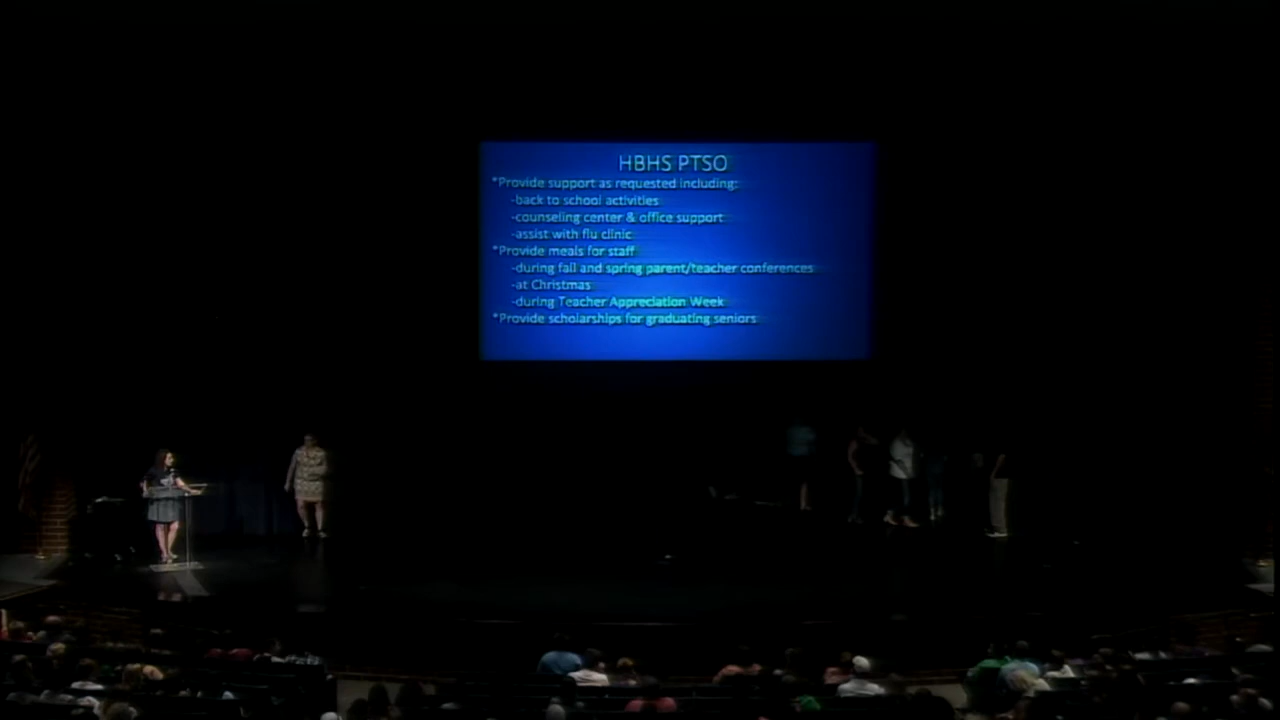 HBHS PTSO
*Provide support as requested including:
-back to school activities
-counseling center & office support
-assist with flu clinic
*Provide meals for staff
-during fall and spring parent/teacher conferences
-at Christmas
-during Teacher Appreciation Week
*Provide scholarships for graduating seniors